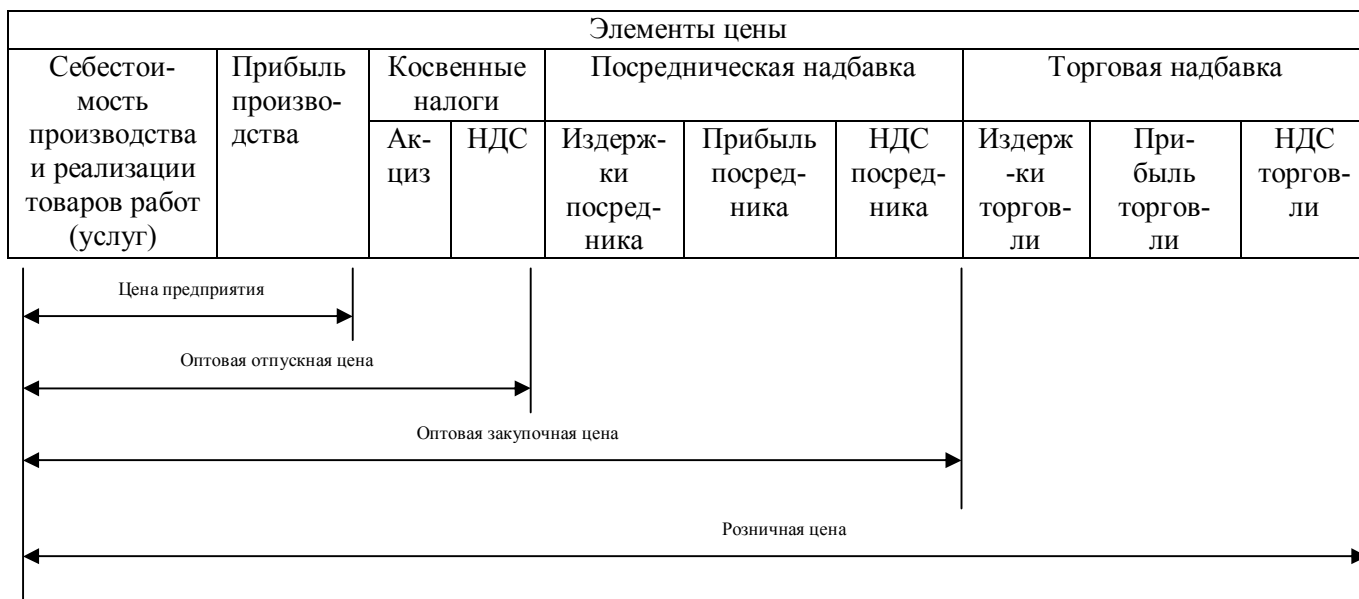 Элементы цены
Себестои-
мость
производства
и реализации
товаров работ
(услуг)
Прибыль
произво-
дства
Косвенные
налоги
Посредническая надбавка
Торговая надбавка
Ак-
циз
НДС
Издерж-
ки
посред-
ника
Прибыль
посред-
ника
НДС
посред-
ника
Издерж
-ки
торгов-
ли
При-
быль
торгов-
ли
НДС
торгов-
ли
Цена предприятия
Оптовая отпускная цена
Оптовая закупочная цена
Розничная цена